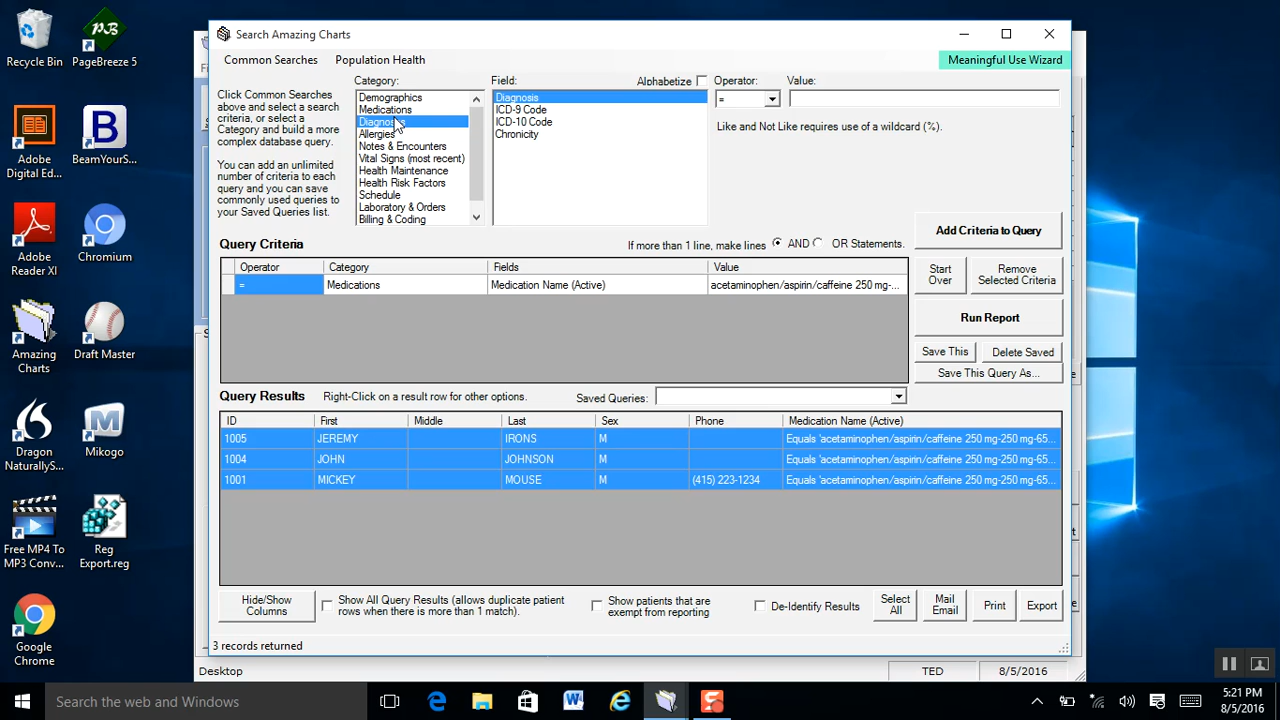 Recycle Bin
PageBreeze 5
Adobe
Digital Ed...
BeamYourS...
Adobe
Reader XI
Chromium
Amazing
Charts
Draft Master
Dragon
NaturallyS...
Mikogo
Free MP4 To
MP3 Conv...
Reg
Export.reg
Google
Chrome
Search Amazing Charts
Common Searches
Population Health
Meaningful Use Wizard
Click Common Searches
above and select a search
criteria, or select a
Category and build a more
complex database query.
You can add an unlimited
number of criteria to each
query and you can save
commonly used queries to
your Saved Queries list.
Category:
Demographics
Medications
Diagnosis
Allergies
Notes & Encounters
Vital Signs (most recent)
Health Maintenance
Health Risk Factors
Schedule
Laboratory & Orders
Billing & Coding
Field:
Alphabetize
Diagnosis
ICD-9 Code
ICD-10 Code
Chronicity
Operator:
=
Value:
Like and Not Like requires use of a wildcard (%).
Query Criteria
If more than 1 line, make lines AND OR Statements.
Add Criteria to Query
Operator Category Fields Value
= Medications Medication Name (Active) acetaminophen/aspirin/caffeine 250 mg-...
Start
Over
Remove
Selected Criteria
Run Report
Save This
Delete Saved
Save This Query As...
Query Results
Right-Click on a result row for other options.
Saved Queries:
ID First Middle Last Sex Phone Medication Name (Active)
1005 JEREMY IRONS M Equals 'acetaminophen/aspirin/caffeine 250 mg-250 mg-65...
1004 JOHN JOHNSON M Equals 'acetaminophen/aspirin/caffeine 250 mg-250 mg-65...
1001 MICKEY MOUSE M (415) 223-1234 Equals 'acetaminophen/aspirin/caffeine 250 mg-250 mg-65...
Hide/Show
Columns
Show All Query Results (allows duplicate patient
rows when there is more than 1 match).
Show patients that are
exempt from reporting
De-Identify Results
Select
All
Mail
Email
Print
Export
3 records returned
Desktop
TED
8/5/2016
Search the web and Windows
5:21 PM
8/5/2016